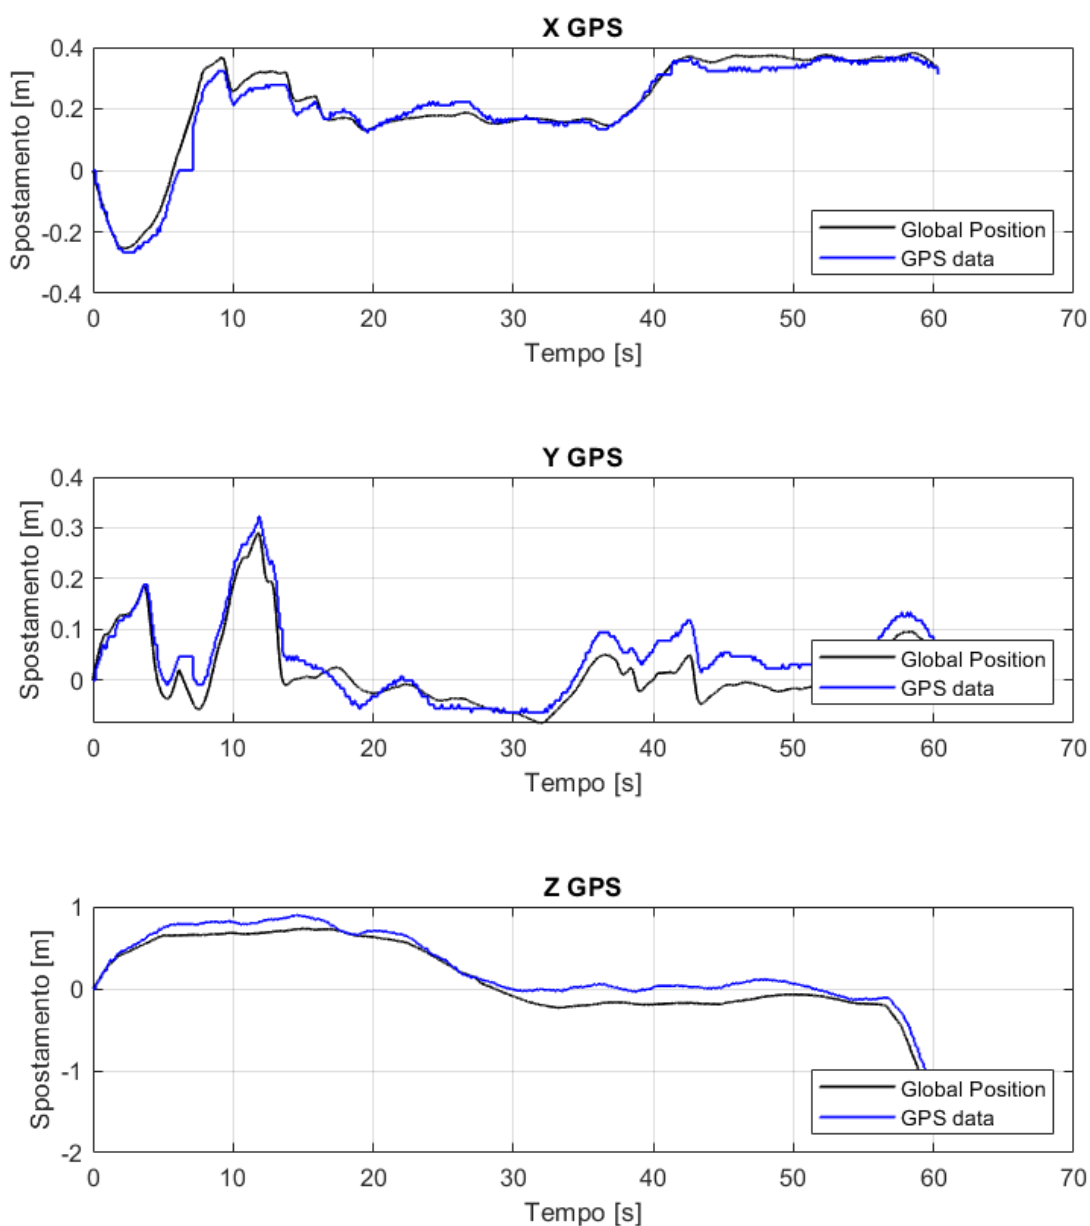 X GPS
Spostamento [m]
0.4
0.2
0
-0.2
-0.4
Global Position
GPS data
0 10 20 30 40 50 60 70
Tempo [s]
Y GPS
Spostamento [m]
0.4
0.3
0.2
0.1
0
Global Position
GPS data
0 10 20 30 40 50 60 70
Tempo [s]
Z GPS
Spostamento [m]
1
0
-1
-2
Global Position
GPS data
0 10 20 30 40 50 60 70
Tempo [s]